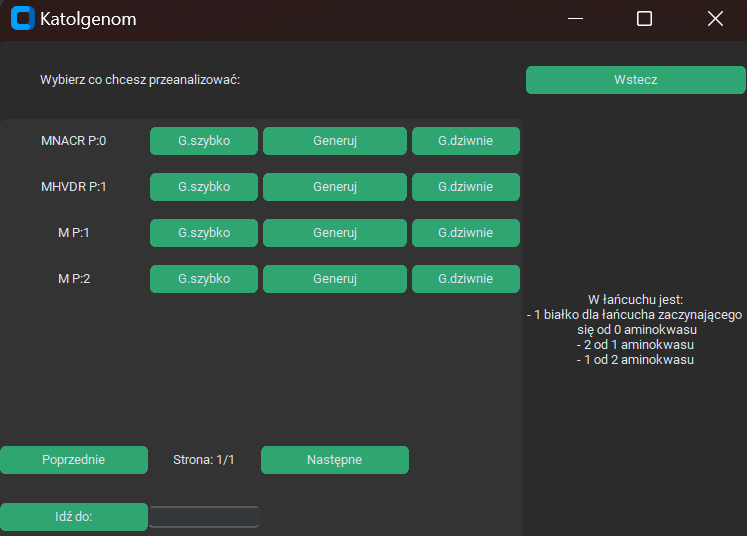 Katolgenom
Wybierz co chcesz przeanalizować:
Wstecz
MNACR P:0
G.szybko
Generuj
G.dziwnie
MHVDR P:1
G.szybko
Generuj
G.dziwnie
M P:1
G.szybko
Generuj
G.dziwnie
M P:2
G.szybko
Generuj
G.dziwnie
W łańcuchu jest:
- 1 białko dla łańcucha zaczynającego
się od 0 aminokwasu
- 2 od 1 aminokwasu
- 1 od 2 aminokwasu
Poprzednie
Strona: 1/1
Następne
Idź do: